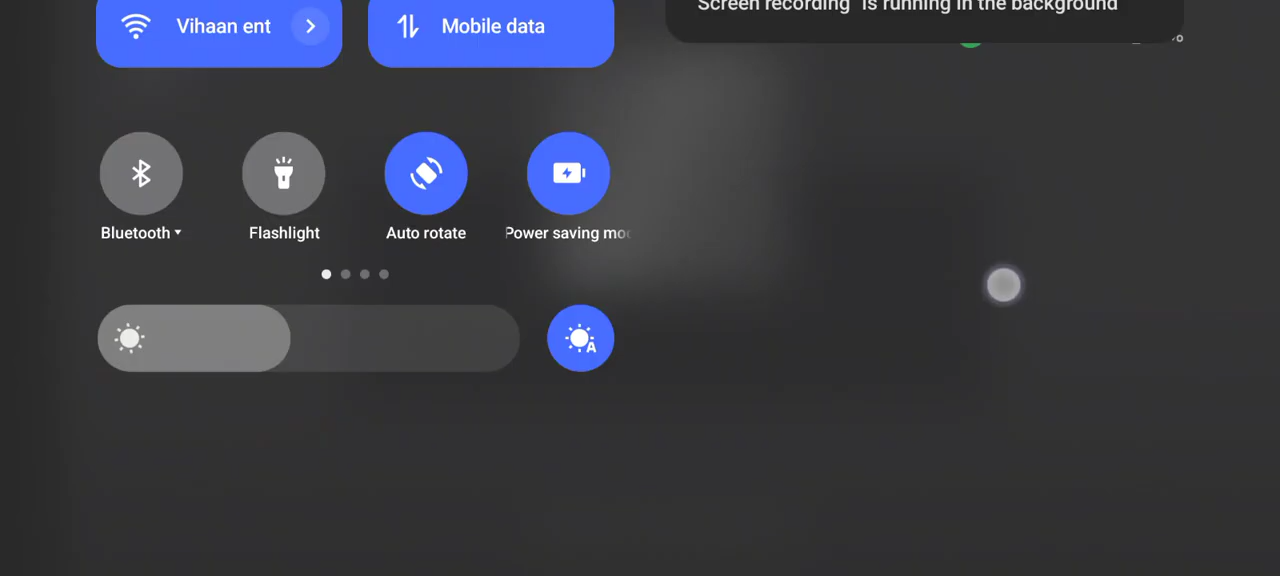 Screen recording" is running in the background
Vihaan ent
Mobile data
Bluetooth
Flashlight
Auto rotate
Power saving mo
A